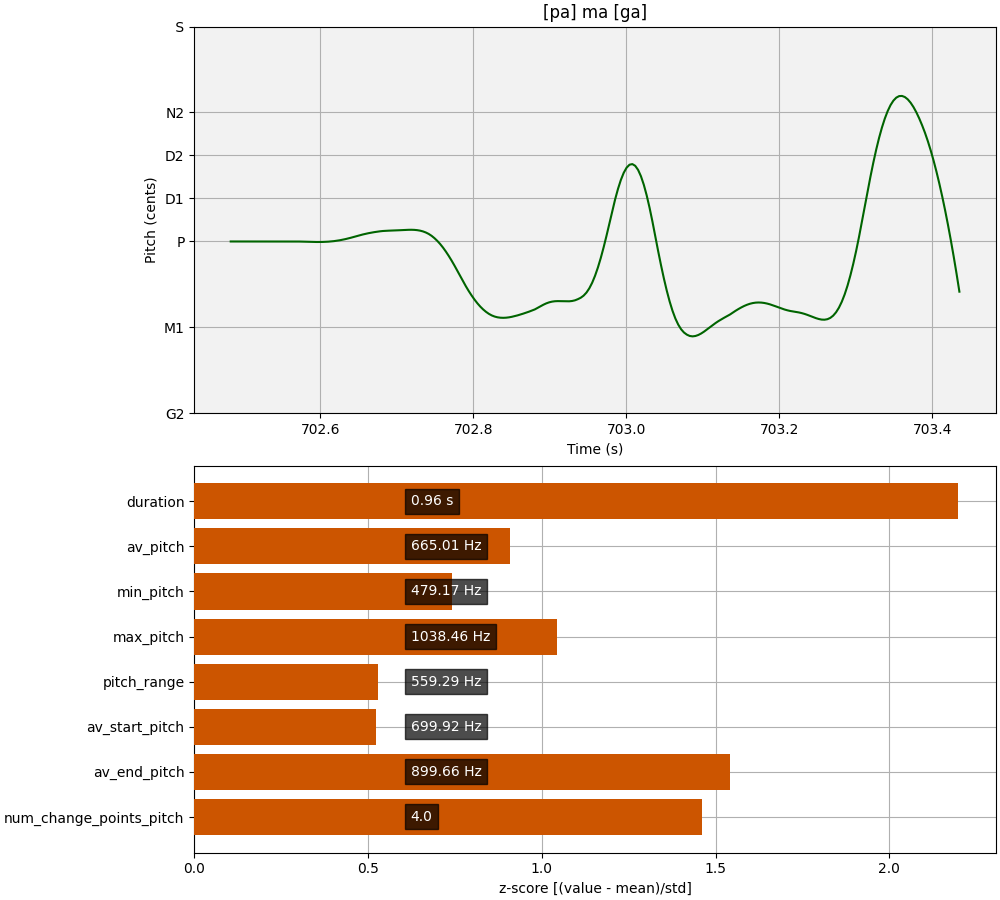 [pa] ma [ga]
S
N2
D2
D1
P
M1
G2
Pitch (cents)
702.6 702.8 703.0 703.2 703.4
Time (s)
duration 0.96 s
av_pitch 665.01 Hz
min_pitch 479.17 Hz
max_pitch 1038.46 Hz
pitch_range 559.29 Hz
av_start_pitch 699.92 Hz
av_end_pitch 899.66 Hz
num_change_points_pitch 4.0
0.0 0.5 1.0 1.5 2.0
z-score [(value - mean)/std]